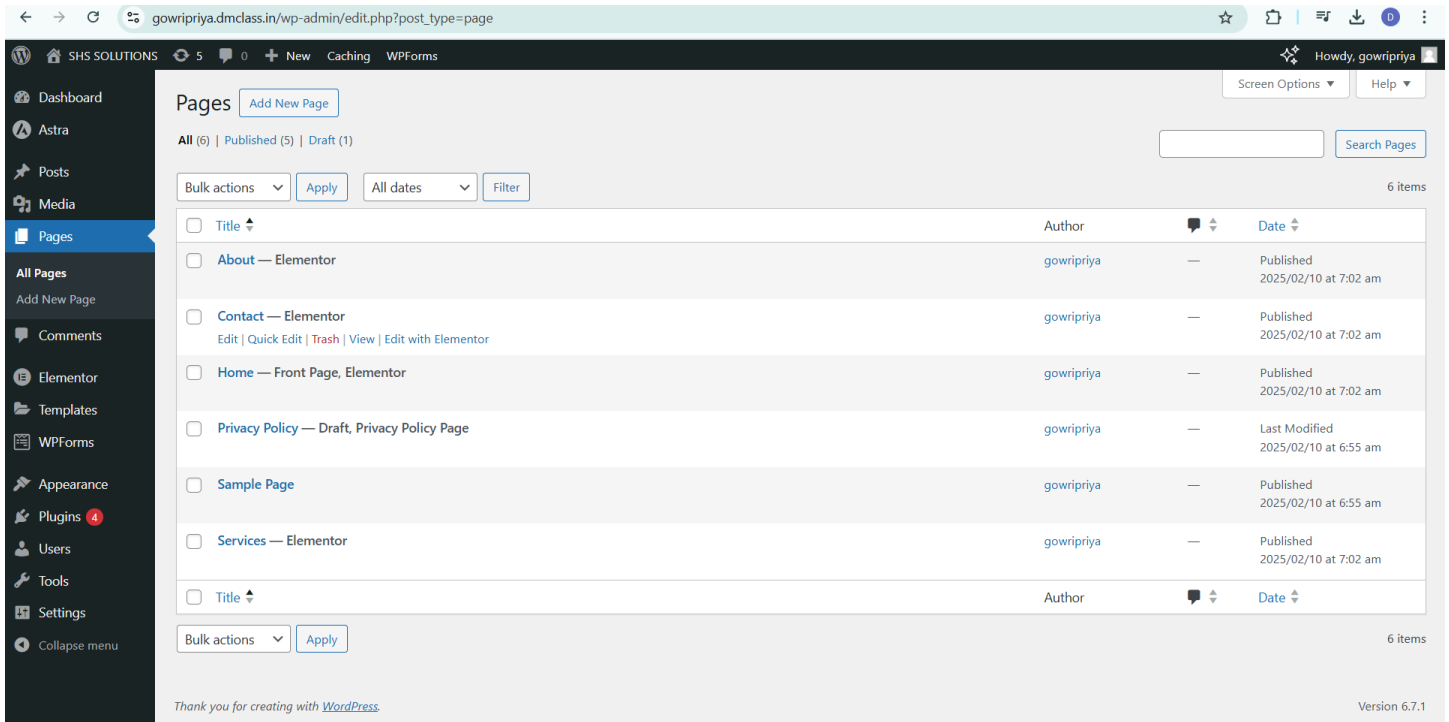 gowripriya.dmclass.in/wp-admin/edit.php?post_type=page
D
SHS SOLUTIONS 5 0 New Caching WPForms Howdy, gowripriya
Screen Options Help
Dashboard
Astra
Posts
Media
Pages
All Pages
Add New Page
Comments
Elementor
Templates
WPForms
Appearance
Plugins 4
Users
Tools
Settings
Collapse menu
Pages Add New Page
All (6) | Published (5) | Draft (1)
Search Pages
Bulk actions Apply All dates Filter 6 items
Title Author Date
About — Elementor gowripriya — Published
2025/02/10 at 7:02 am
Contact — Elementor gowripriya — Published
Edit | Quick Edit | Trash | View | Edit with Elementor 2025/02/10 at 7:02 am
Home — Front Page, Elementor gowripriya — Published
2025/02/10 at 7:02 am
Privacy Policy — Draft, Privacy Policy Page gowripriya — Last Modified
2025/02/10 at 6:55 am
Sample Page gowripriya — Published
2025/02/10 at 6:55 am
Services — Elementor gowripriya — Published
2025/02/10 at 7:02 am
Title Author Date
Bulk actions Apply 6 items
Thank you for creating with WordPress. Version 6.7.1